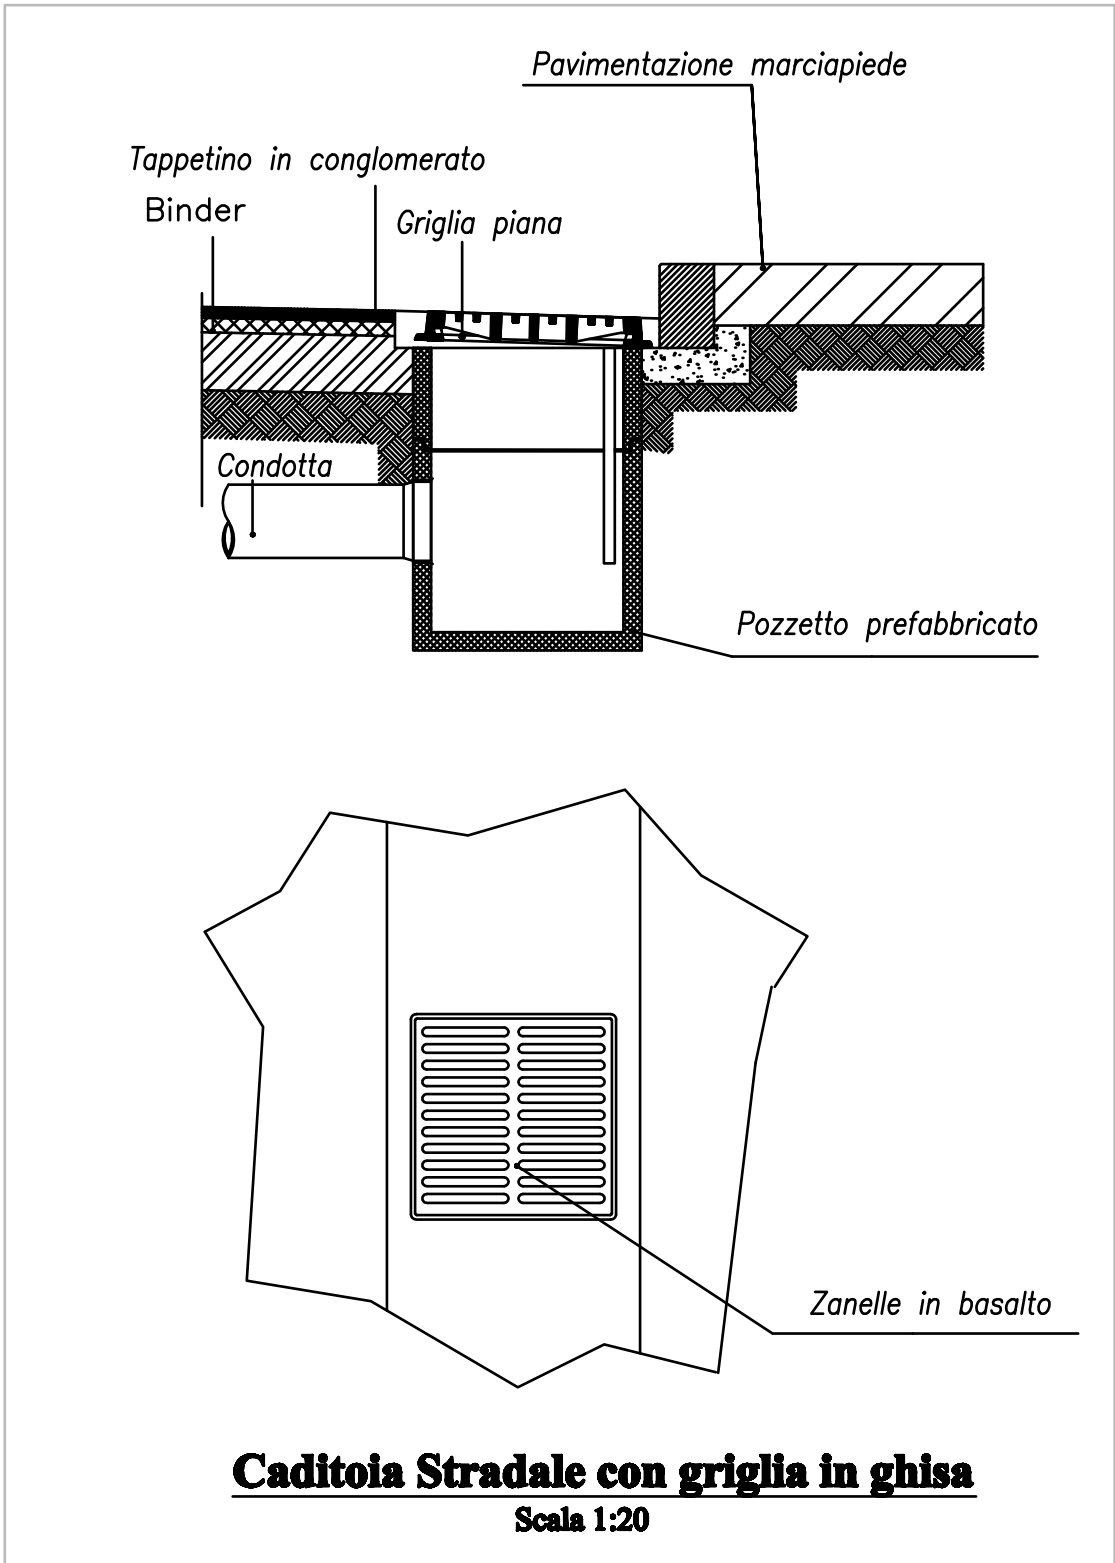 Pavimentazione marciapiede
Tappetino in conglomerato
Binder
Griglia piana
Condotta
Pozzetto prefabbricato
Zanelle in basalto
Caditoia Stradale con griglia in ghisa
Scala 1:20